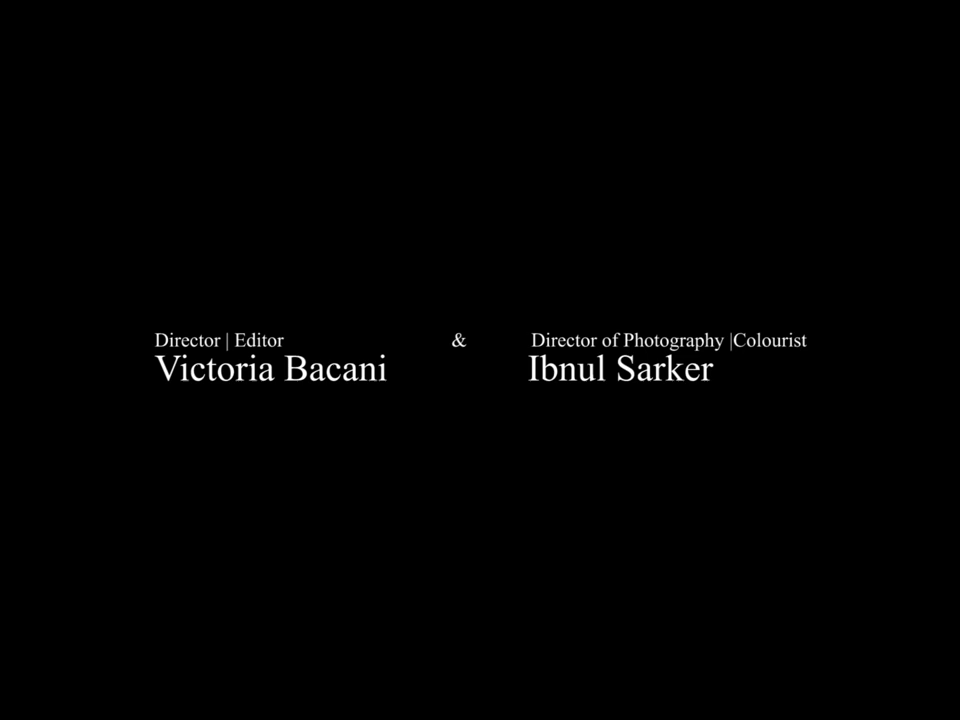 Director | Editor & Director of Photography |Colourist
Victoria Bacani Ibnul Sarker